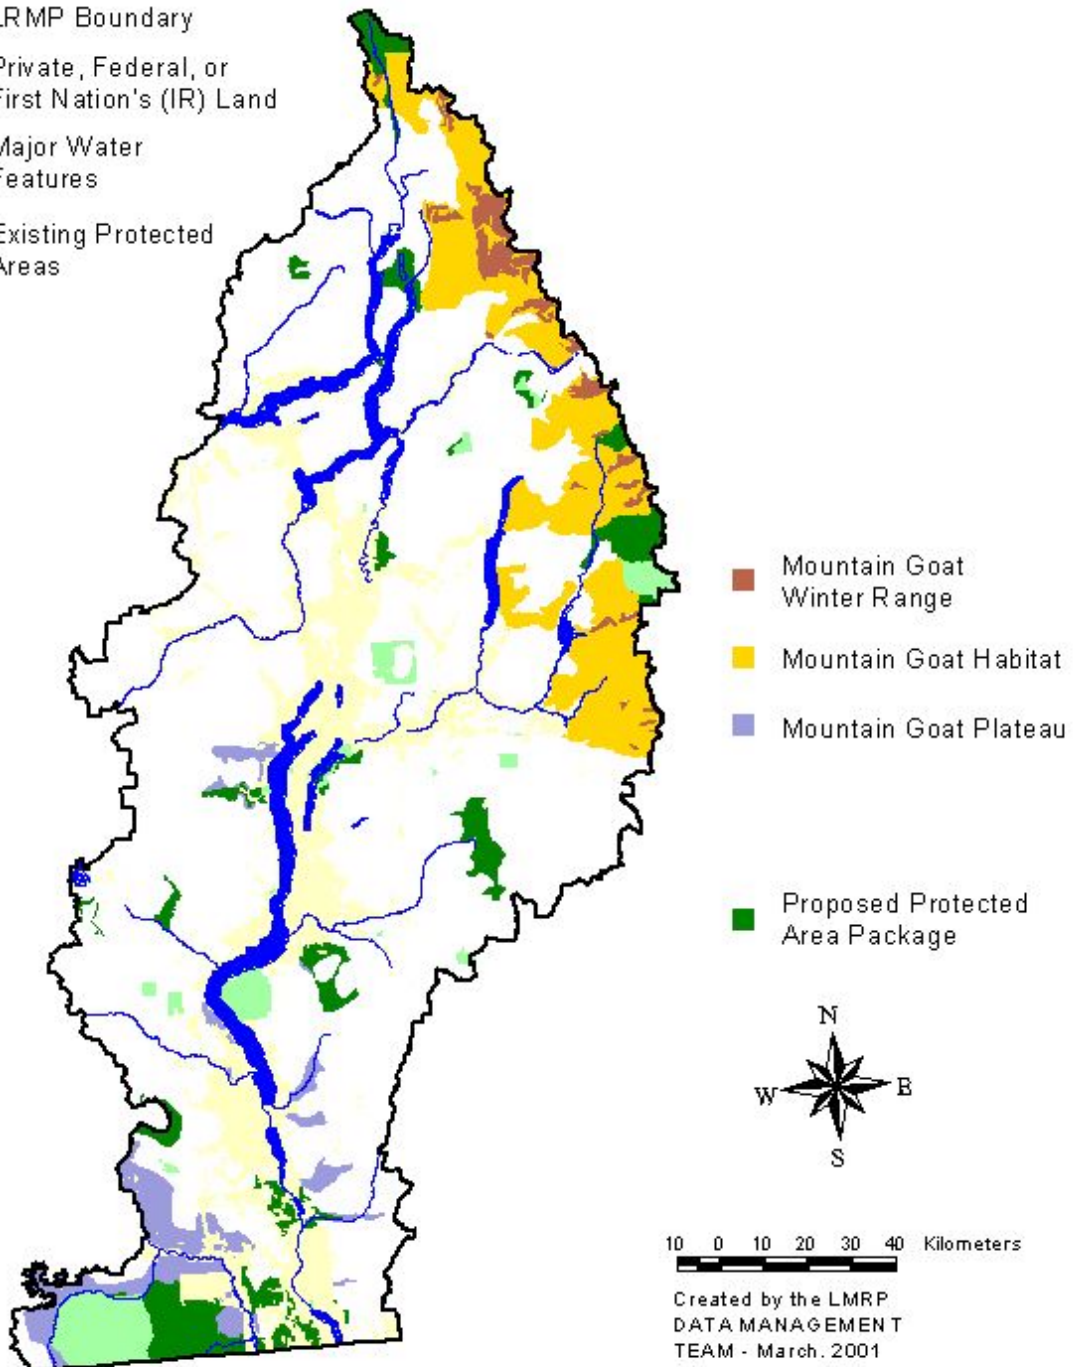 LRMP Boundary
Private, Federal, or
First Nation's (IR) Land
Major Water
Features
Existing Protected
Areas
Mountain Goat
Winter Range
Mountain Goat Habitat
Mountain Goat Plateau
Proposed Protected
Area Package
N
W E
S
10 0 10 20 30 40 Kilometers
Created by the LMRP
DATA MANAGEMENT
TEAM - March. 2001